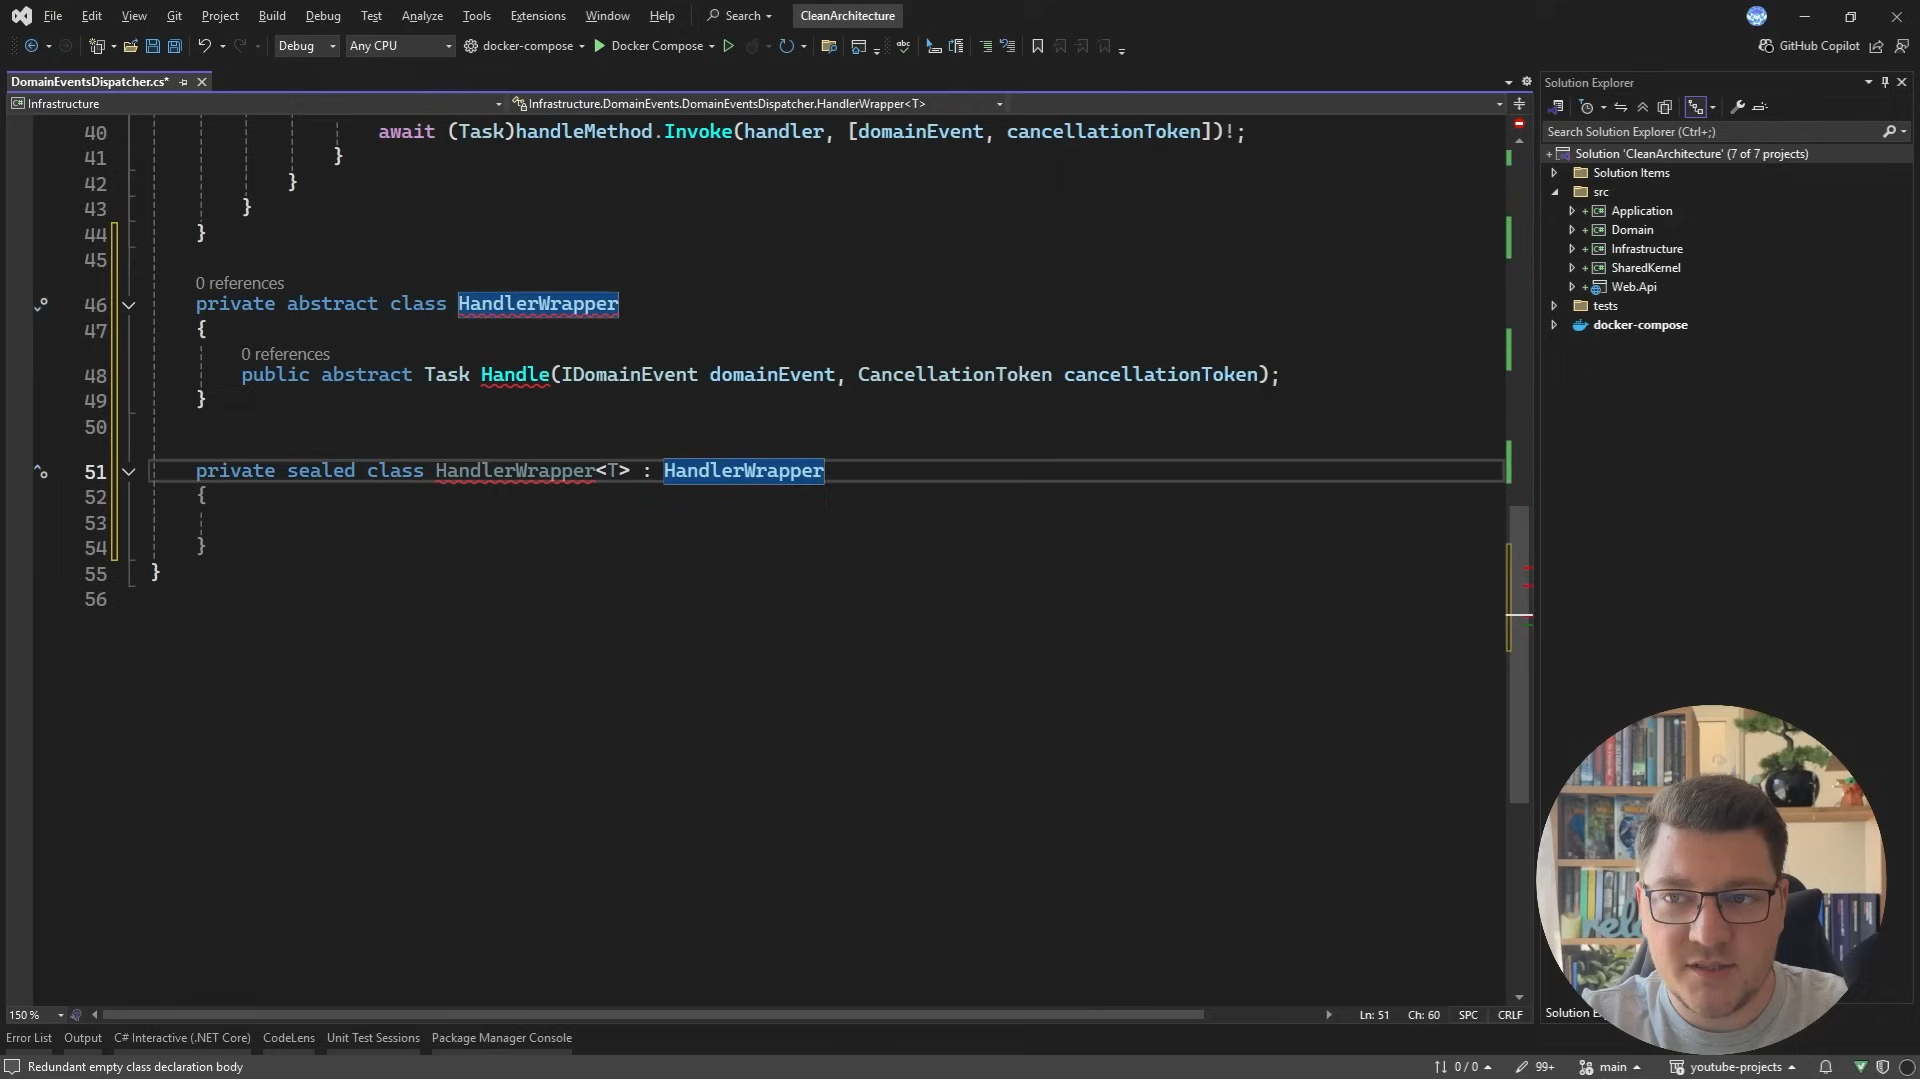 File Edit View Git Project Build Debug Test Analyze Tools Extensions Window Help Search CleanArchitecture
Debug Any CPU docker-compose Docker Compose GitHub Copilot
DomainEventsDispatcher.cs*
Infrastructure Infrastructure.DomainEvents.DomainEventsDispatcher.HandlerWrapper<T>
40 await (Task)handleMethod.Invoke(handler, [domainEvent, cancellationToken])!;
41 }
42 }
43 }
44 }
45
0 references
46 private abstract class HandlerWrapper
47 {
0 references
48 public abstract Task Handle(IDomainEvent domainEvent, CancellationToken cancellationToken);
49 }
50
51 private sealed class HandlerWrapper<T> : HandlerWrapper
52 {
53
54 }
55 }
56
Solution Explorer
Search Solution Explorer (Ctrl+;)
Solution 'CleanArchitecture' (7 of 7 projects)
Solution Items
src
Application
Domain
Infrastructure
SharedKernel
Web.Api
tests
docker-compose
150 % Ln: 51 Ch: 60 SPC CRLF
Error List Output C# Interactive (.NET Core) CodeLens Unit Test Sessions Package Manager Console
Redundant empty class declaration body 0 / 0 99+ main youtube-projects